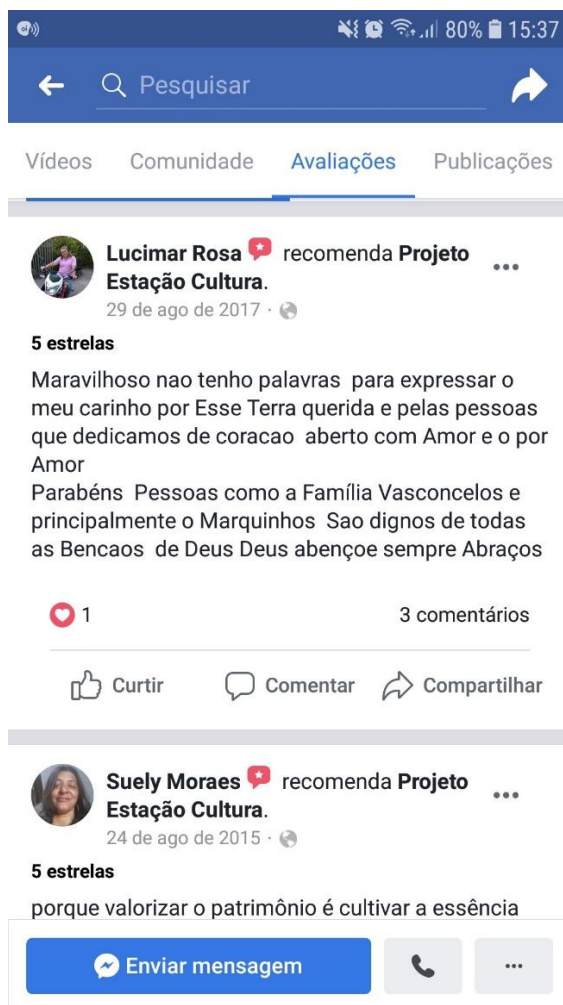 oi
80% 15:37
Pesquisar
Vídeos Comunidade Avaliações Publicações
Lucimar Rosa recomenda Projeto
Estação Cultura.
29 de ago de 2017 ·
5 estrelas
Maravilhoso nao tenho palavras para expressar o
meu carinho por Esse Terra querida e pelas pessoas
que dedicamos de coracao aberto com Amor e o por
Amor
Parabéns Pessoas como a Família Vasconcelos e
principalmente o Marquinhos Sao dignos de todas
as Bencaos de Deus Deus abençoe sempre Abraços
1 3 comentários
Curtir Comentar Compartilhar
Suely Moraes recomenda Projeto
Estação Cultura.
24 de ago de 2015 ·
5 estrelas
porque valorizar o patrimônio é cultivar a essência
Enviar mensagem